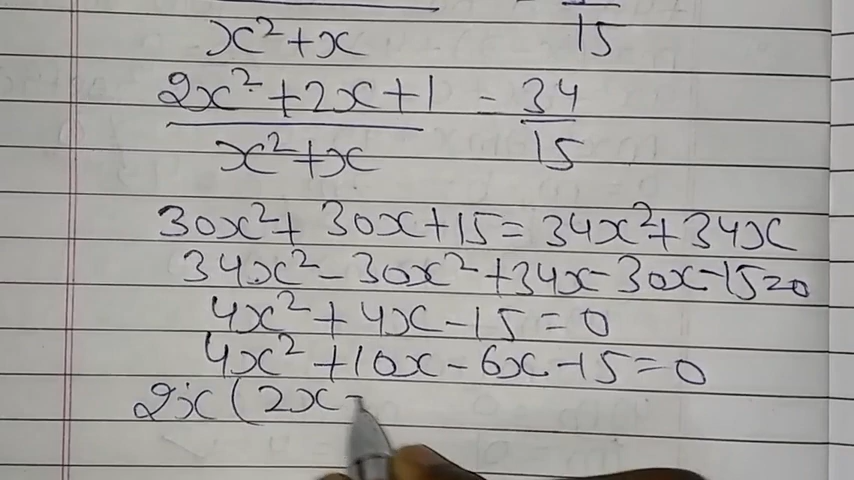 x²+x 15
2x²+2x+1 - 34
x²+x 15
30x²+30x+15=34x²+34x
34x²-30x²+34x-30x-15=0
4x²+4x-15=0
4x²+10x-6x-15=0
2x(2x